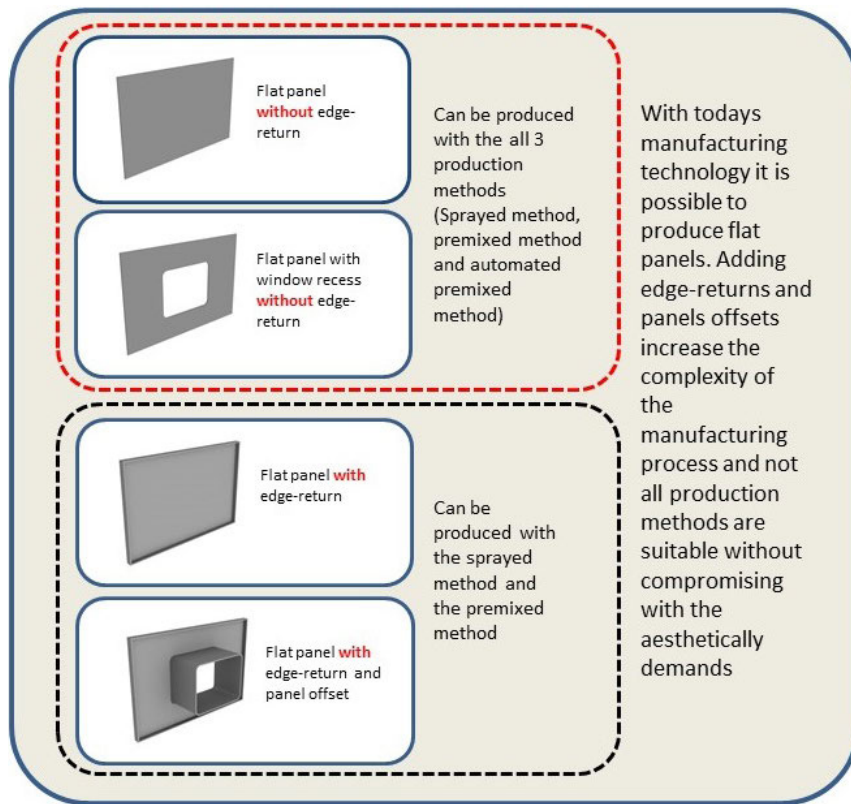 Flat panel
without edge-
return
Flat panel with
window recess
without edge-
return
Can be produced
with the all 3
production
methods
(Sprayed method,
premixed method
and automated
premixed
method)
Flat panel with
edge-return
Flat panel with
edge-return and
panel offset
Can be
produced with
the sprayed
method and
the premixed
method
With todays
manufacturing
technology it is
possible to
produce flat
panels. Adding
edge-returns and
panels offsets
increase the
complexity of
the
manufacturing
process and not
all production
methods are
suitable without
compromising
with the
aesthetically
demands